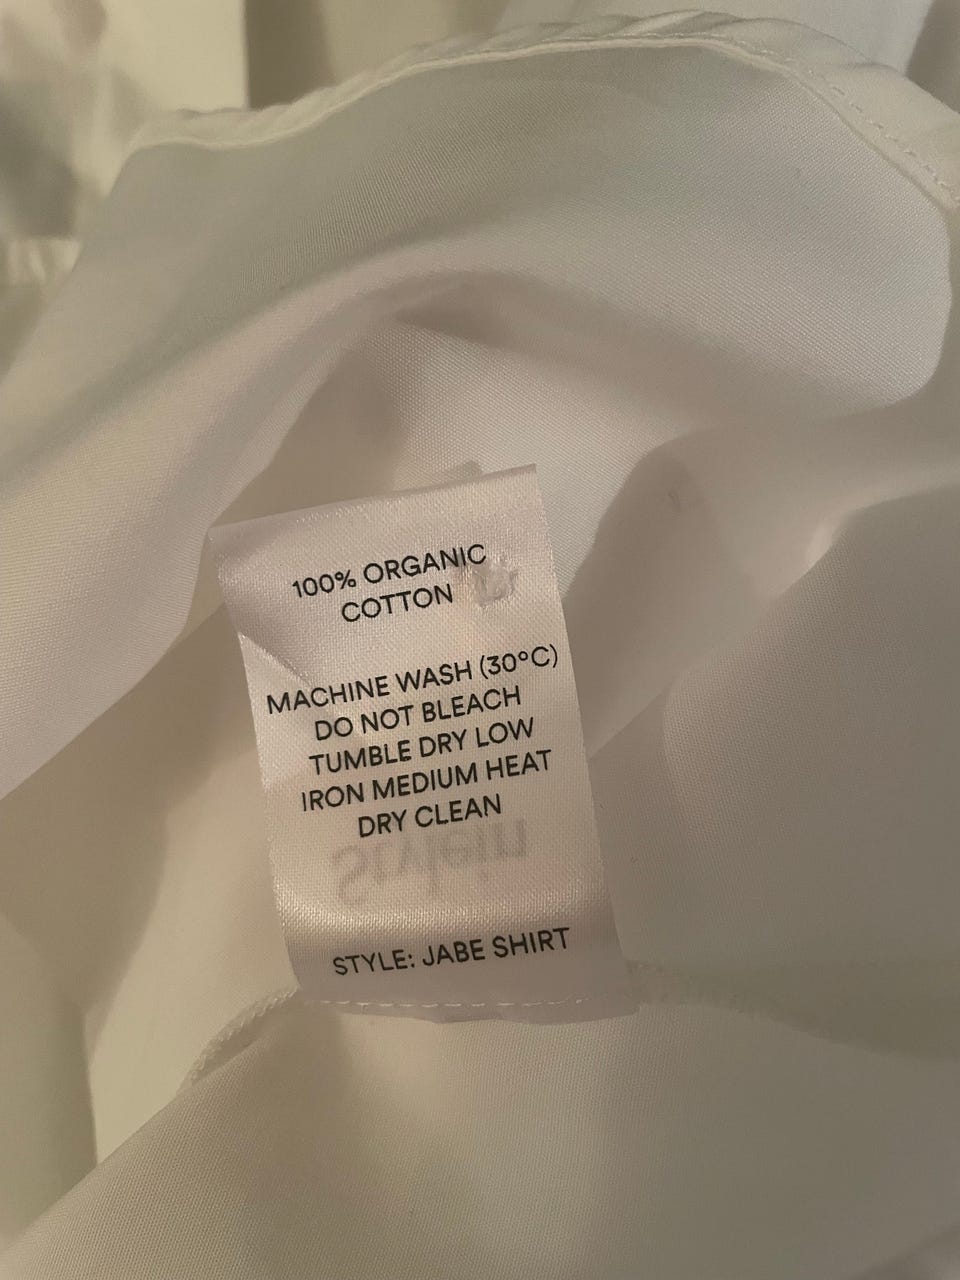 100% ORGANIC
COTTON
MACHINE WASH (30°C)
DO NOT BLEACH
TUMBLE DRY LOW
IRON MEDIUM HEAT
DRY CLEAN
Stylein
STYLE: JABE SHIRT